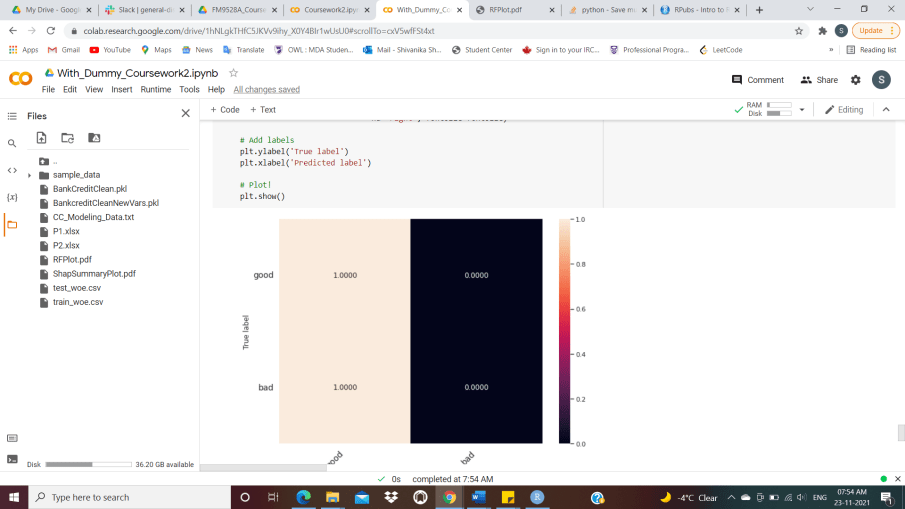 My Drive - Googl
Slack | general-di
FM9528A_Course
Coursework2.ipyn
With_Dummy_Co
RFPlot.pdf
python - Save mu
RPubs - Intro to F
colab.research.google.com/drive/1hNLgkTHfC5JKVv9ihy_X0Y4BIr1wUsU0#scrollTo=cxV5wfFSt4xt
S
Update
Apps
Gmail
YouTube
Maps
News
Translate
OWL : MDA Studen...
Mail - Shivanika Sh...
Student Center
Sign in to your IRC...
Professional Progra...
LeetCode
»
Reading list
With_Dummy_Coursework2.ipynb
Comment
Share
S
File Edit View Insert Runtime Tools Help All changes saved
Files
+ Code + Text
RAM
Disk
Editing
..
sample_data
BankCreditClean.pkl
BankcreditCleanNewVars.pkl
CC_Modeling_Data.txt
P1.xlsx
P2.xlsx
RFPlot.pdf
ShapSummaryPlot.pdf
test_woe.csv
train_woe.csv
# Add labels
plt.ylabel('True label')
plt.xlabel('Predicted label')
# Plot!
plt.show()
good
1.0000
0.0000
True label
bad
1.0000
0.0000
bad
1.0
0.8
0.6
0.4
0.2
0.0
Disk
36.20 GB available
0s completed at 7:54 AM
Type here to search
-4°C Clear
ENG
07:54 AM
23-11-2021